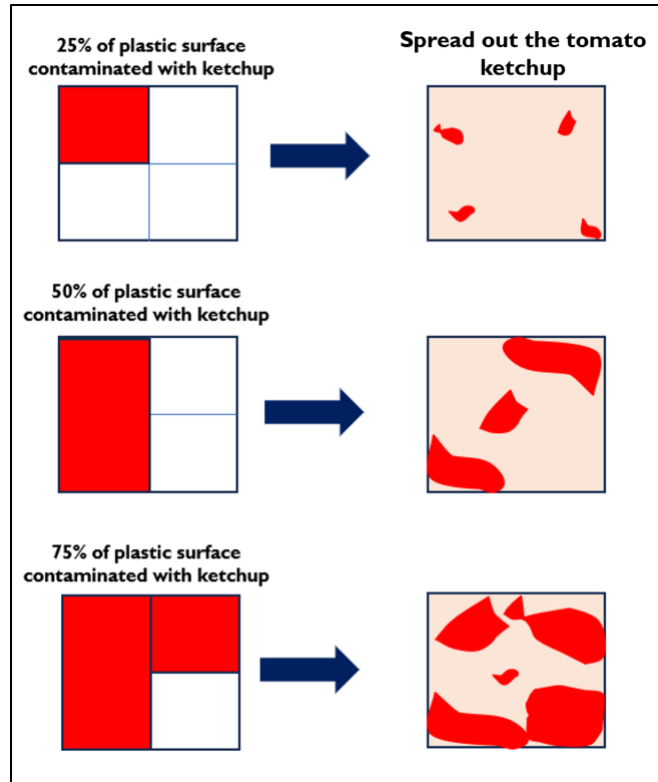 25% of plastic surface
contaminated with ketchup
Spread out the tomato
ketchup
50% of plastic surface
contaminated with ketchup
75% of plastic surface
contaminated with ketchup